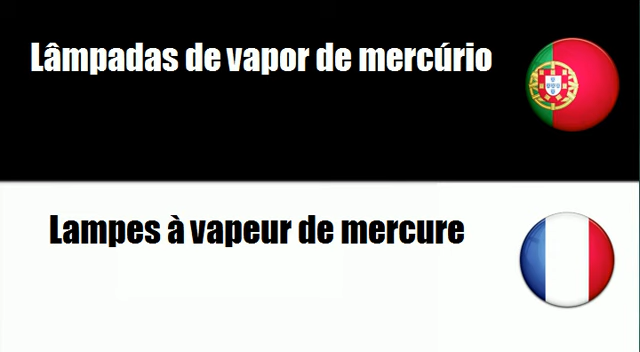 Lâmpadas de vapor de mercúrio
Lampes à vapeur de mercure